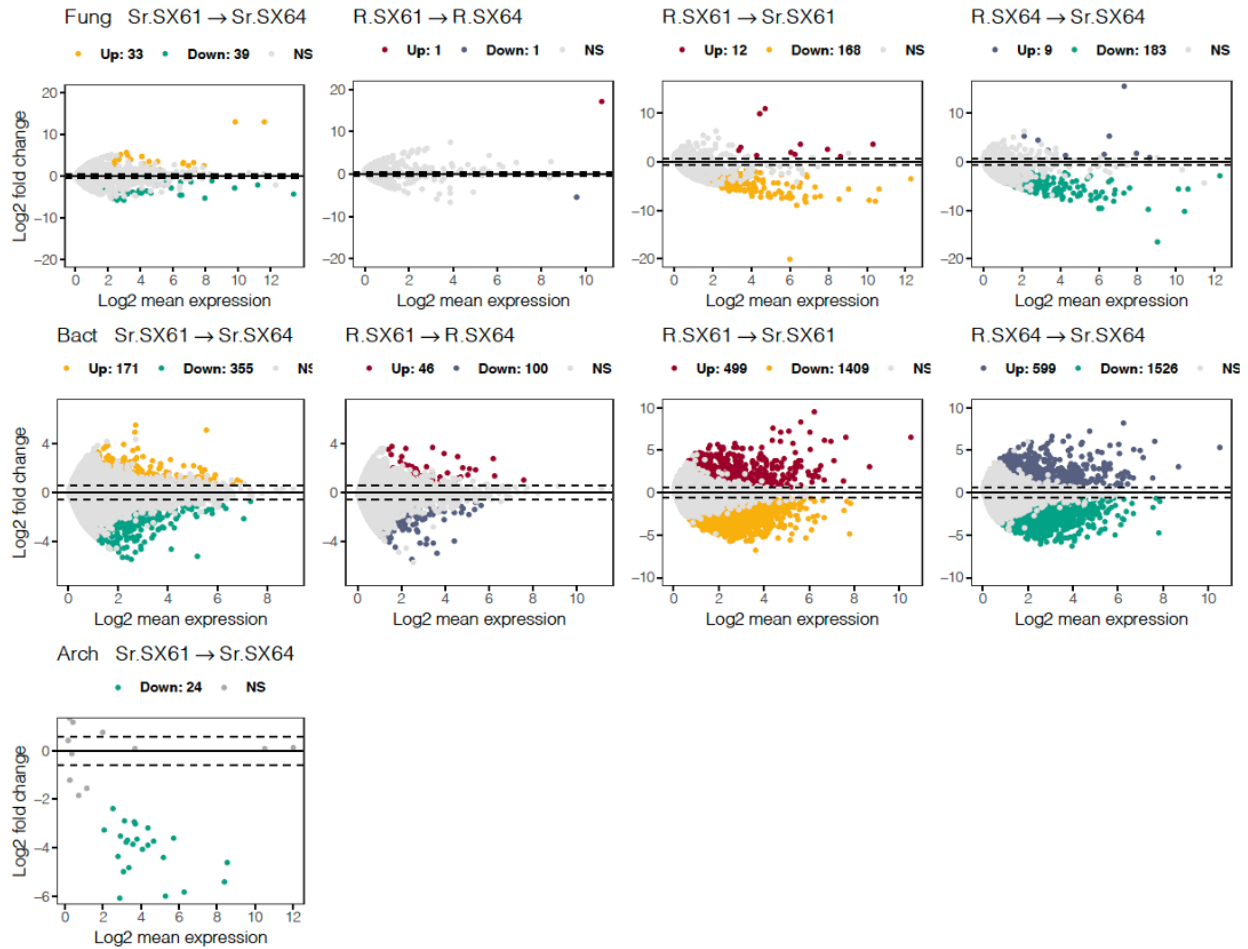 Fung Sr.SX61 → Sr.SX64
R.SX61 → R.SX64
R.SX61 → Sr.SX61
R.SX64 → Sr.SX64
Up: 33 Down: 39 NS
Up: 1 Down: 1 NS
Up: 12 Down: 168 NS
Up: 9 Down: 183 NS
Log2 fold change
20
10
0
−10
−20
0 2 4 6 8 10 12
Log2 mean expression
20
10
0
−10
−20
0 2 4 6 8 10
Log2 mean expression
10
0
−10
−20
0 2 4 6 8 10 12
Log2 mean expression
10
0
−10
−20
0 2 4 6 8 10 12
Log2 mean expression
Bact Sr.SX61 → Sr.SX64
R.SX61 → R.SX64
R.SX61 → Sr.SX61
R.SX64 → Sr.SX64
Up: 171 Down: 355 NS
Up: 46 Down: 100 NS
Up: 499 Down: 1409 NS
Up: 599 Down: 1526 NS
Log2 fold change
4
0
−4
0 2 4 6 8
Log2 mean expression
4
0
−4
0 2 4 6 8 10
Log2 mean expression
10
5
0
−5
−10
0 2 4 6 8 10
Log2 mean expression
10
5
0
−5
−10
0 2 4 6 8 10
Log2 mean expression
Arch Sr.SX61 → Sr.SX64
Down: 24 NS
Log2 fold change
0
−2
−4
−6
0 2 4 6 8 10 12
Log2 mean expression